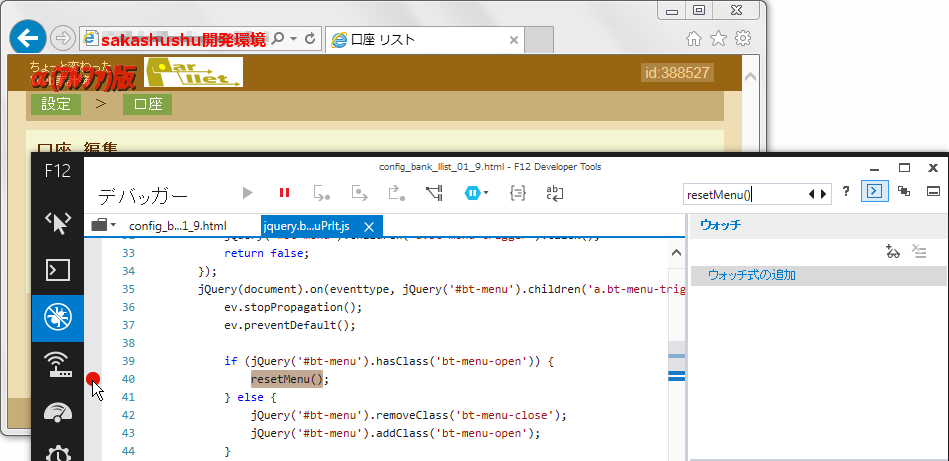 sakashushu開発環境
口座 リスト
ちょーと変わった
α(アルファ)版
Par
llet
id:388527
設定 > 口座
口座 編集
F12
config_bank_llist_01_9.html - F12 Developer Tools
デバッガー
resetMenu()
?
config_b...1_9.html
jquery.b...uPrlt.js
ウォッチ
ウォッチ式の追加
33 return false;
34 });
35 jQuery(document).on(eventtype, jQuery('#bt-menu').children('a.bt-menu-trig
36 ev.stopPropagation();
37 ev.preventDefault();
38
39 if (jQuery('#bt-menu').hasClass('bt-menu-open')) {
40 resetMenu();
41 } else {
42 jQuery('#bt-menu').removeClass('bt-menu-close');
43 jQuery('#bt-menu').addClass('bt-menu-open');
44 }